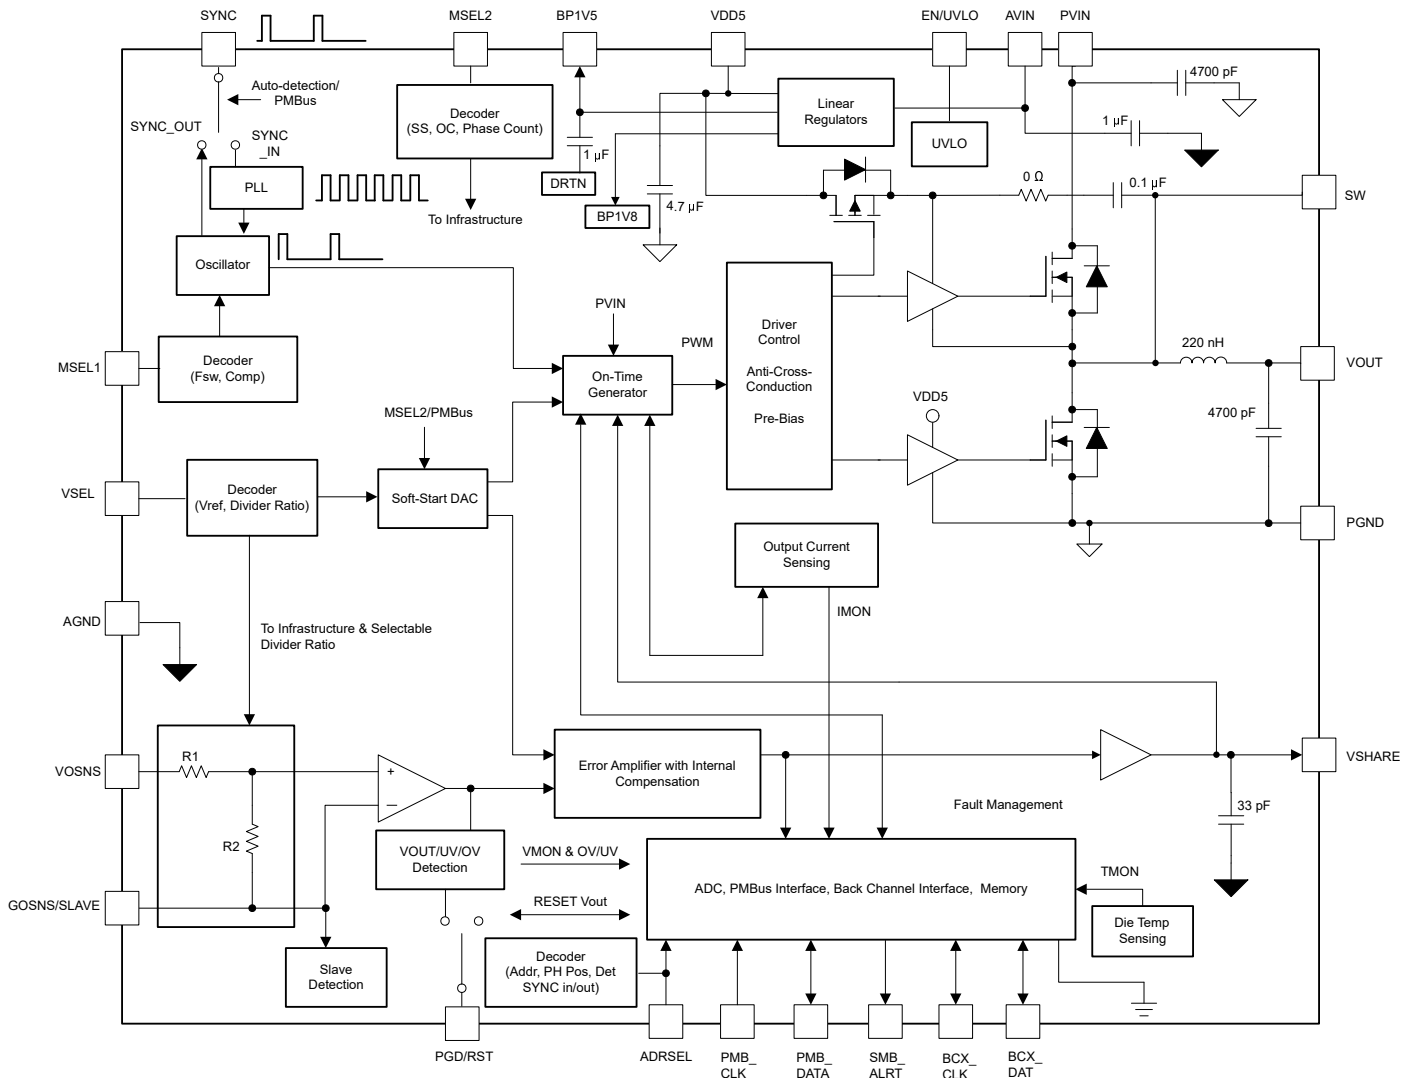 SYNC
MSEL2
BP1V5
VDD5
EN/UVLO
AVIN
PVIN
Auto-detection/
PMBus
SYNC_OUT
SYNC
_IN
PLL
Decoder
(SS, OC, Phase Count)
To Infrastructure
1 µF
DRTN
BP1V8
4.7 µF
Linear
Regulators
UVLO
4700 pF
1 µF
0 Ω
0.1 µF
SW
Oscillator
MSEL1
Decoder
(Fsw, Comp)
PVIN
On-Time
Generator
PWM
Driver
Control
Anti-Cross-
Conduction
Pre-Bias
VDD5
220 nH
VOUT
4700 pF
PGND
MSEL2/PMBus
VSEL
Decoder
(Vref, Divider Ratio)
Soft-Start DAC
Output Current
Sensing
IMON
AGND
To Infrastructure & Selectable
Divider Ratio
VOSNS
R1
R2
+
−
Error Amplifier with Internal
Compensation
VSHARE
33 pF
Fault Management
VOUT/UV/OV
Detection
VMON & OV/UV
RESET Vout
ADC, PMBus Interface, Back Channel Interface, Memory
TMON
Die Temp
Sensing
GOSNS/SLAVE
Slave
Detection
Decoder
(Addr, PH Pos, Det
SYNC in/out)
PGD/RST
ADRSEL
PMB_
CLK
PMB_
DATA
SMB_
ALRT
BCX_
CLK
BCX_
DAT